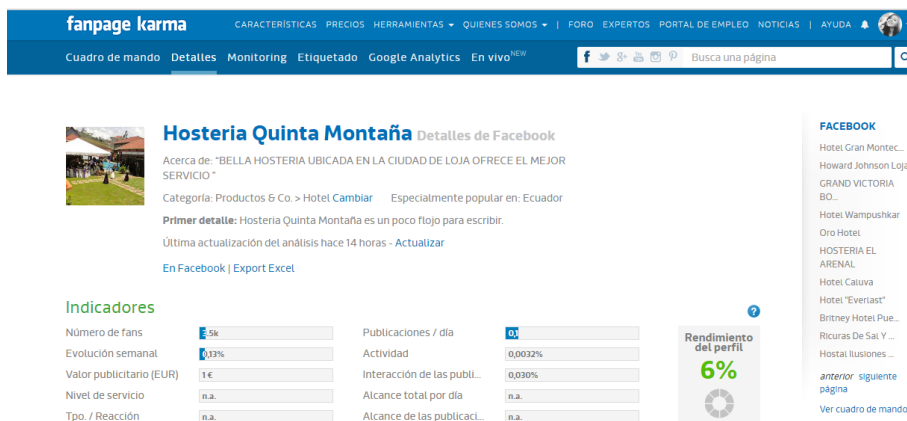 fanpage karma
CARACTERÍSTICAS PRECIOS HERRAMIENTAS QUIENES SOMOS | FORO EXPERTOS PORTAL DE EMPLEO NOTICIAS | AYUDA
Cuadro de mando Detalles Monitoring Etiquetado Google Analytics En vivo NEW
Busca una página
Hosteria Quinta Montaña Detalles de Facebook
Acerca de: "BELLA HOSTERIA UBICADA EN LA CIUDAD DE LOJA OFRECE EL MEJOR
SERVICIO "
Categoría: Productos & Co. > Hotel Cambiar Especialmente popular en: Ecuador
Primer detalle: Hosteria Quinta Montaña es un poco flojo para escribir.
Última actualización del análisis hace 14 horas - Actualizar
En Facebook | Export Excel
Indicadores
Número de fans 3,5k
Evolución semanal 0,13%
Valor publicitario (EUR) 1 €
Nivel de servicio n.a.
Tpo. / Reacción n.a.
Publicaciones / día 0,1
Actividad 0,0032%
Interacción de las publi... 0,030%
Alcance total por día n.a.
Alcance de las publicaci... n.a.
Rendimiento
del perfil
6%
FACEBOOK
Hotel Gran Montec...
Howard Johnson Loja
GRAND VICTORIA
BO...
Hotel Wampushkar
Oro Hotel
HOSTERIA EL
ARENAL
Hotel Caluva
Hotel "Everlast"
Britney Hotel Pue...
Ricuras De Sal Y ...
Hostal Ilusiones ...
anterior siguiente
página
Ver cuadro de mando